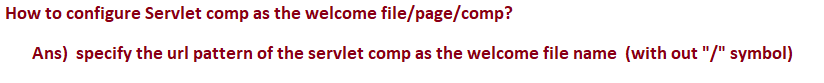 How to configure Servlet comp as the welcome file/page/comp?
Ans)  specify the url pattern of the servlet comp as the welcome file name  (with out "/" symbol)